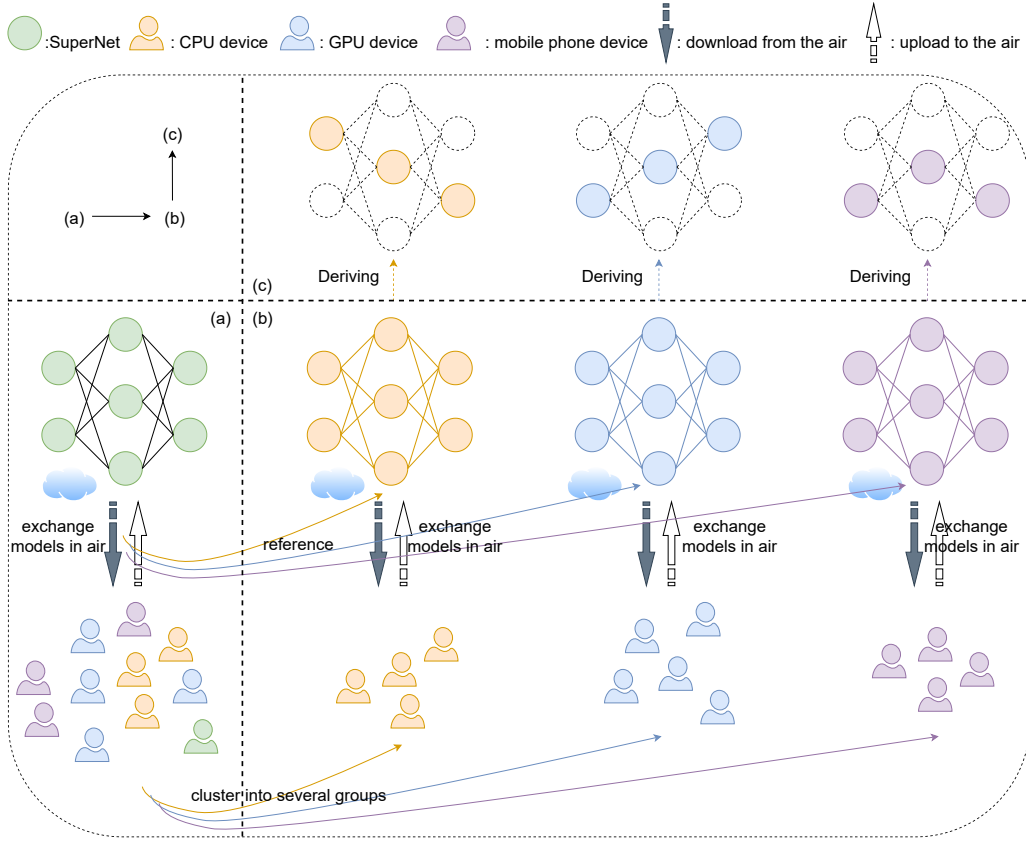 :SuperNet
: CPU device
: GPU device
: mobile phone device
: download from the air
: upload to the air
(c)
(a)
(b)
Deriving
Deriving
Deriving
(c)
(a)
(b)
exchange
models in air
exchange
models in air
exchange
models in air
exchange
models in air
reference
cluster into several groups